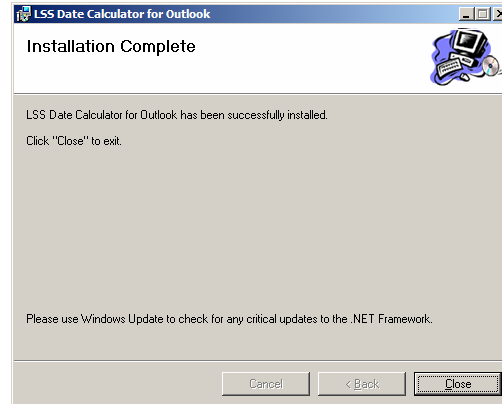 LSS Date Calculator for Outlook
Installation Complete
LSS Date Calculator for Outlook has been successfully installed.
Click "Close" to exit.
Please use Windows Update to check for any critical updates to the .NET Framework.
Cancel
< Back
Close